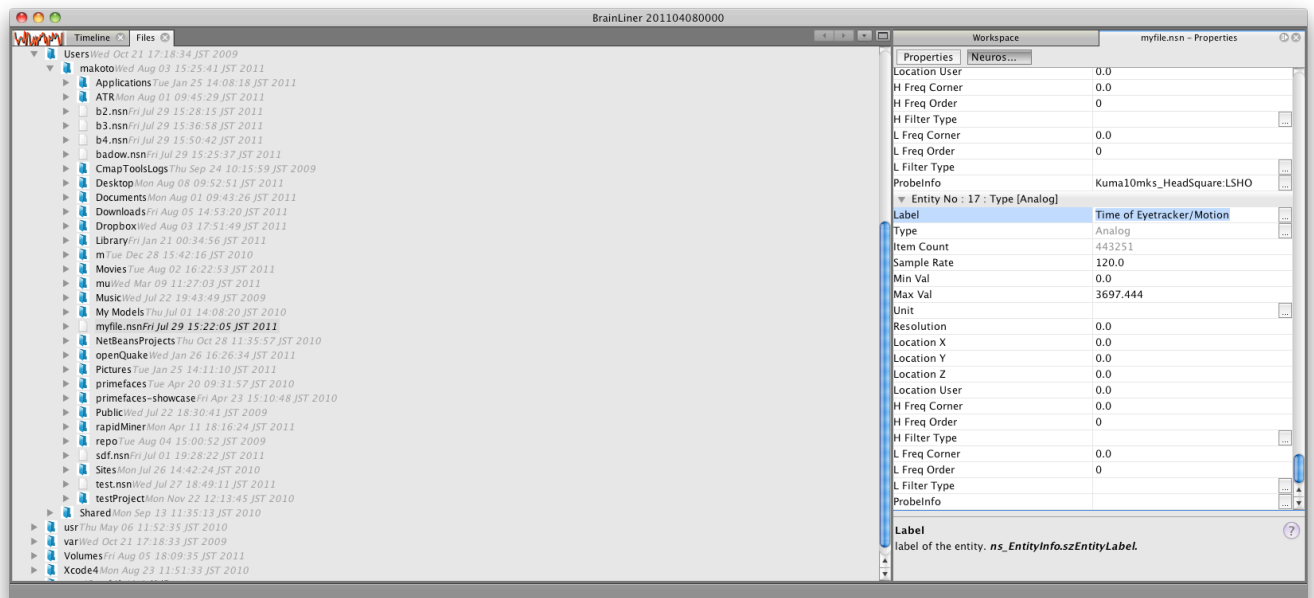 BrainLiner 201104080000
Timeline
Files
Users Wed Oct 21 17:18:34 JST 2009
makoto Wed Aug 03 15:25:41 JST 2011
Applications Tue Jan 25 14:08:18 JST 2011
ATR Mon Aug 01 09:45:29 JST 2011
b2.nsn Fri Jul 29 15:28:15 JST 2011
b3.nsn Fri Jul 29 15:36:58 JST 2011
b4.nsn Fri Jul 29 15:50:42 JST 2011
badow.nsn Fri Jul 29 15:25:37 JST 2011
CmapToolsLogs Thu Sep 24 10:15:59 JST 2009
Desktop Mon Aug 08 09:52:51 JST 2011
Documents Mon Aug 01 09:43:26 JST 2011
Downloads Fri Aug 05 14:53:20 JST 2011
Dropbox Wed Aug 03 17:51:49 JST 2011
Library Fri Jan 21 00:34:56 JST 2011
m Tue Dec 28 15:42:16 JST 2010
Movies Tue Aug 02 16:22:53 JST 2011
mu Wed Mar 09 11:27:03 JST 2011
Music Wed Jul 22 19:43:49 JST 2009
My Models Thu Jul 01 14:08:20 JST 2010
myfile.nsn Fri Jul 29 15:22:05 JST 2011
NetBeansProjects Thu Oct 28 11:35:57 JST 2010
openQuake Wed Jan 26 16:26:34 JST 2011
Pictures Tue Jan 25 14:11:10 JST 2011
primefaces Tue Apr 20 09:31:57 JST 2010
primefaces-showcase Fri Apr 23 15:10:48 JST 2010
Public Wed Jul 22 18:30:41 JST 2009
rapidMiner Mon Apr 11 18:16:24 JST 2011
repo Tue Aug 04 15:00:52 JST 2009
sdf.nsn Fri Jul 01 19:28:22 JST 2011
Sites Mon Jul 26 14:42:24 JST 2010
test.nsn Wed Jul 27 18:49:11 JST 2011
testProject Mon Nov 22 12:13:45 JST 2010
Shared Mon Sep 13 11:35:13 JST 2010
usr Thu May 06 11:52:35 JST 2010
var Wed Oct 21 17:18:33 JST 2009
Volumes Fri Aug 05 18:09:35 JST 2011
Xcode4 Mon Aug 23 11:51:33 JST 2010
Workspace
myfile.nsn - Properties
Properties
Neuros...
Location User 0.0
H Freq Corner 0.0
H Freq Order 0
H Filter Type ...
L Freq Corner 0.0
L Freq Order 0
L Filter Type ...
ProbeInfo Kuma10mks_HeadSquare:LSHO ...
Entity No : 17 : Type [Analog]
Label Time of Eyetracker/Motion ...
Type Analog ...
Item Count 443251
Sample Rate 120.0
Min Val 0.0
Max Val 3697.444
Unit ...
Resolution 0.0
Location X 0.0
Location Y 0.0
Location Z 0.0
Location User 0.0
H Freq Corner 0.0
H Freq Order 0
H Filter Type ...
L Freq Corner 0.0
L Freq Order 0
L Filter Type ...
ProbeInfo ...
Label
?
label of the entity. ns_EntityInfo.szEntityLabel.